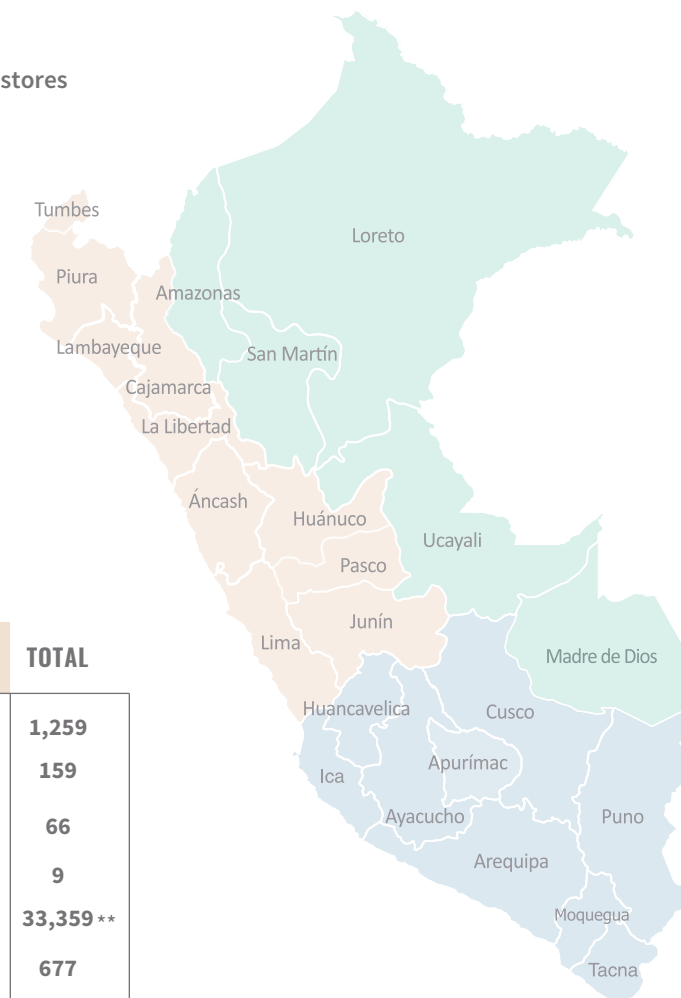 stores
Tumbes
Loreto
Piura
Amazonas
Lambayeque
San Martín
Cajamarca
La Libertad
Áncash
Huánuco
Ucayali
Pasco
Junín
Lima
Madre de Dios
Huancavelica
Cusco
Apurímac
Ica
Ayacucho
Puno
Arequipa
Moquegua
Tacna
TOTAL
1,259
159
66
9
33,359 **
677